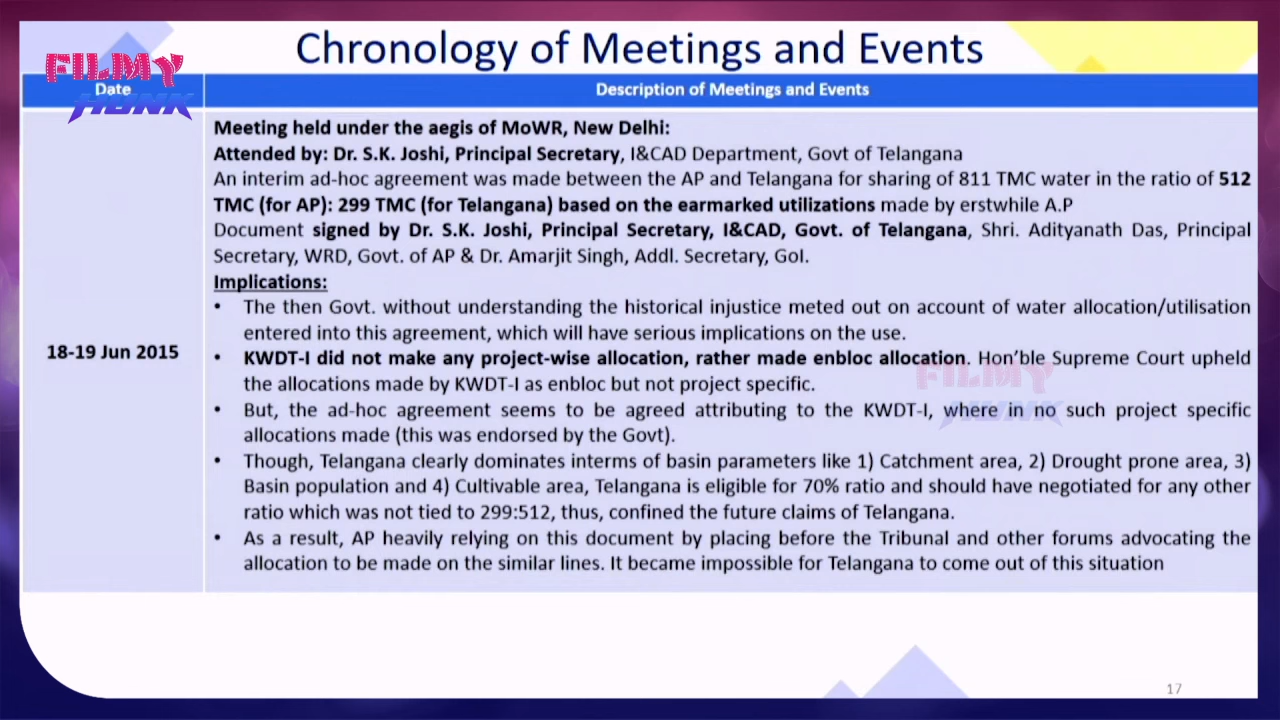 Chronology of Meetings and Events
FILMY
HUNK
Date
Description of Meetings and Events
18-19 Jun 2015
Meeting held under the aegis of MoWR, New Delhi:
Attended by: Dr. S.K. Joshi, Principal Secretary, I&CAD Department, Govt of Telangana
An interim ad-hoc agreement was made between the AP and Telangana for sharing of 811 TMC water in the ratio of 512
TMC (for AP): 299 TMC (for Telangana) based on the earmarked utilizations made by erstwhile A.P
Document signed by Dr. S.K. Joshi, Principal Secretary, I&CAD, Govt. of Telangana, Shri. Adityanath Das, Principal
Secretary, WRD, Govt. of AP & Dr. Amarjit Singh, Addl. Secretary, GoI.
Implications:
• The then Govt. without understanding the historical injustice meted out on account of water allocation/utilisation
entered into this agreement, which will have serious implications on the use.
• KWDT-I did not make any project-wise allocation, rather made enbloc allocation. Hon'ble Supreme Court upheld
the allocations made by KWDT-I as enbloc but not project specific.
• But, the ad-hoc agreement seems to be agreed attributing to the KWDT-I, where in no such project specific
allocations made (this was endorsed by the Govt).
• Though, Telangana clearly dominates interms of basin parameters like 1) Catchment area, 2) Drought prone area, 3)
Basin population and 4) Cultivable area, Telangana is eligible for 70% ratio and should have negotiated for any other
ratio which was not tied to 299:512, thus, confined the future claims of Telangana.
• As a result, AP heavily relying on this document by placing before the Tribunal and other forums advocating the
allocation to be made on the similar lines. It became impossible for Telangana to come out of this situation
FILMY
HUNK
17